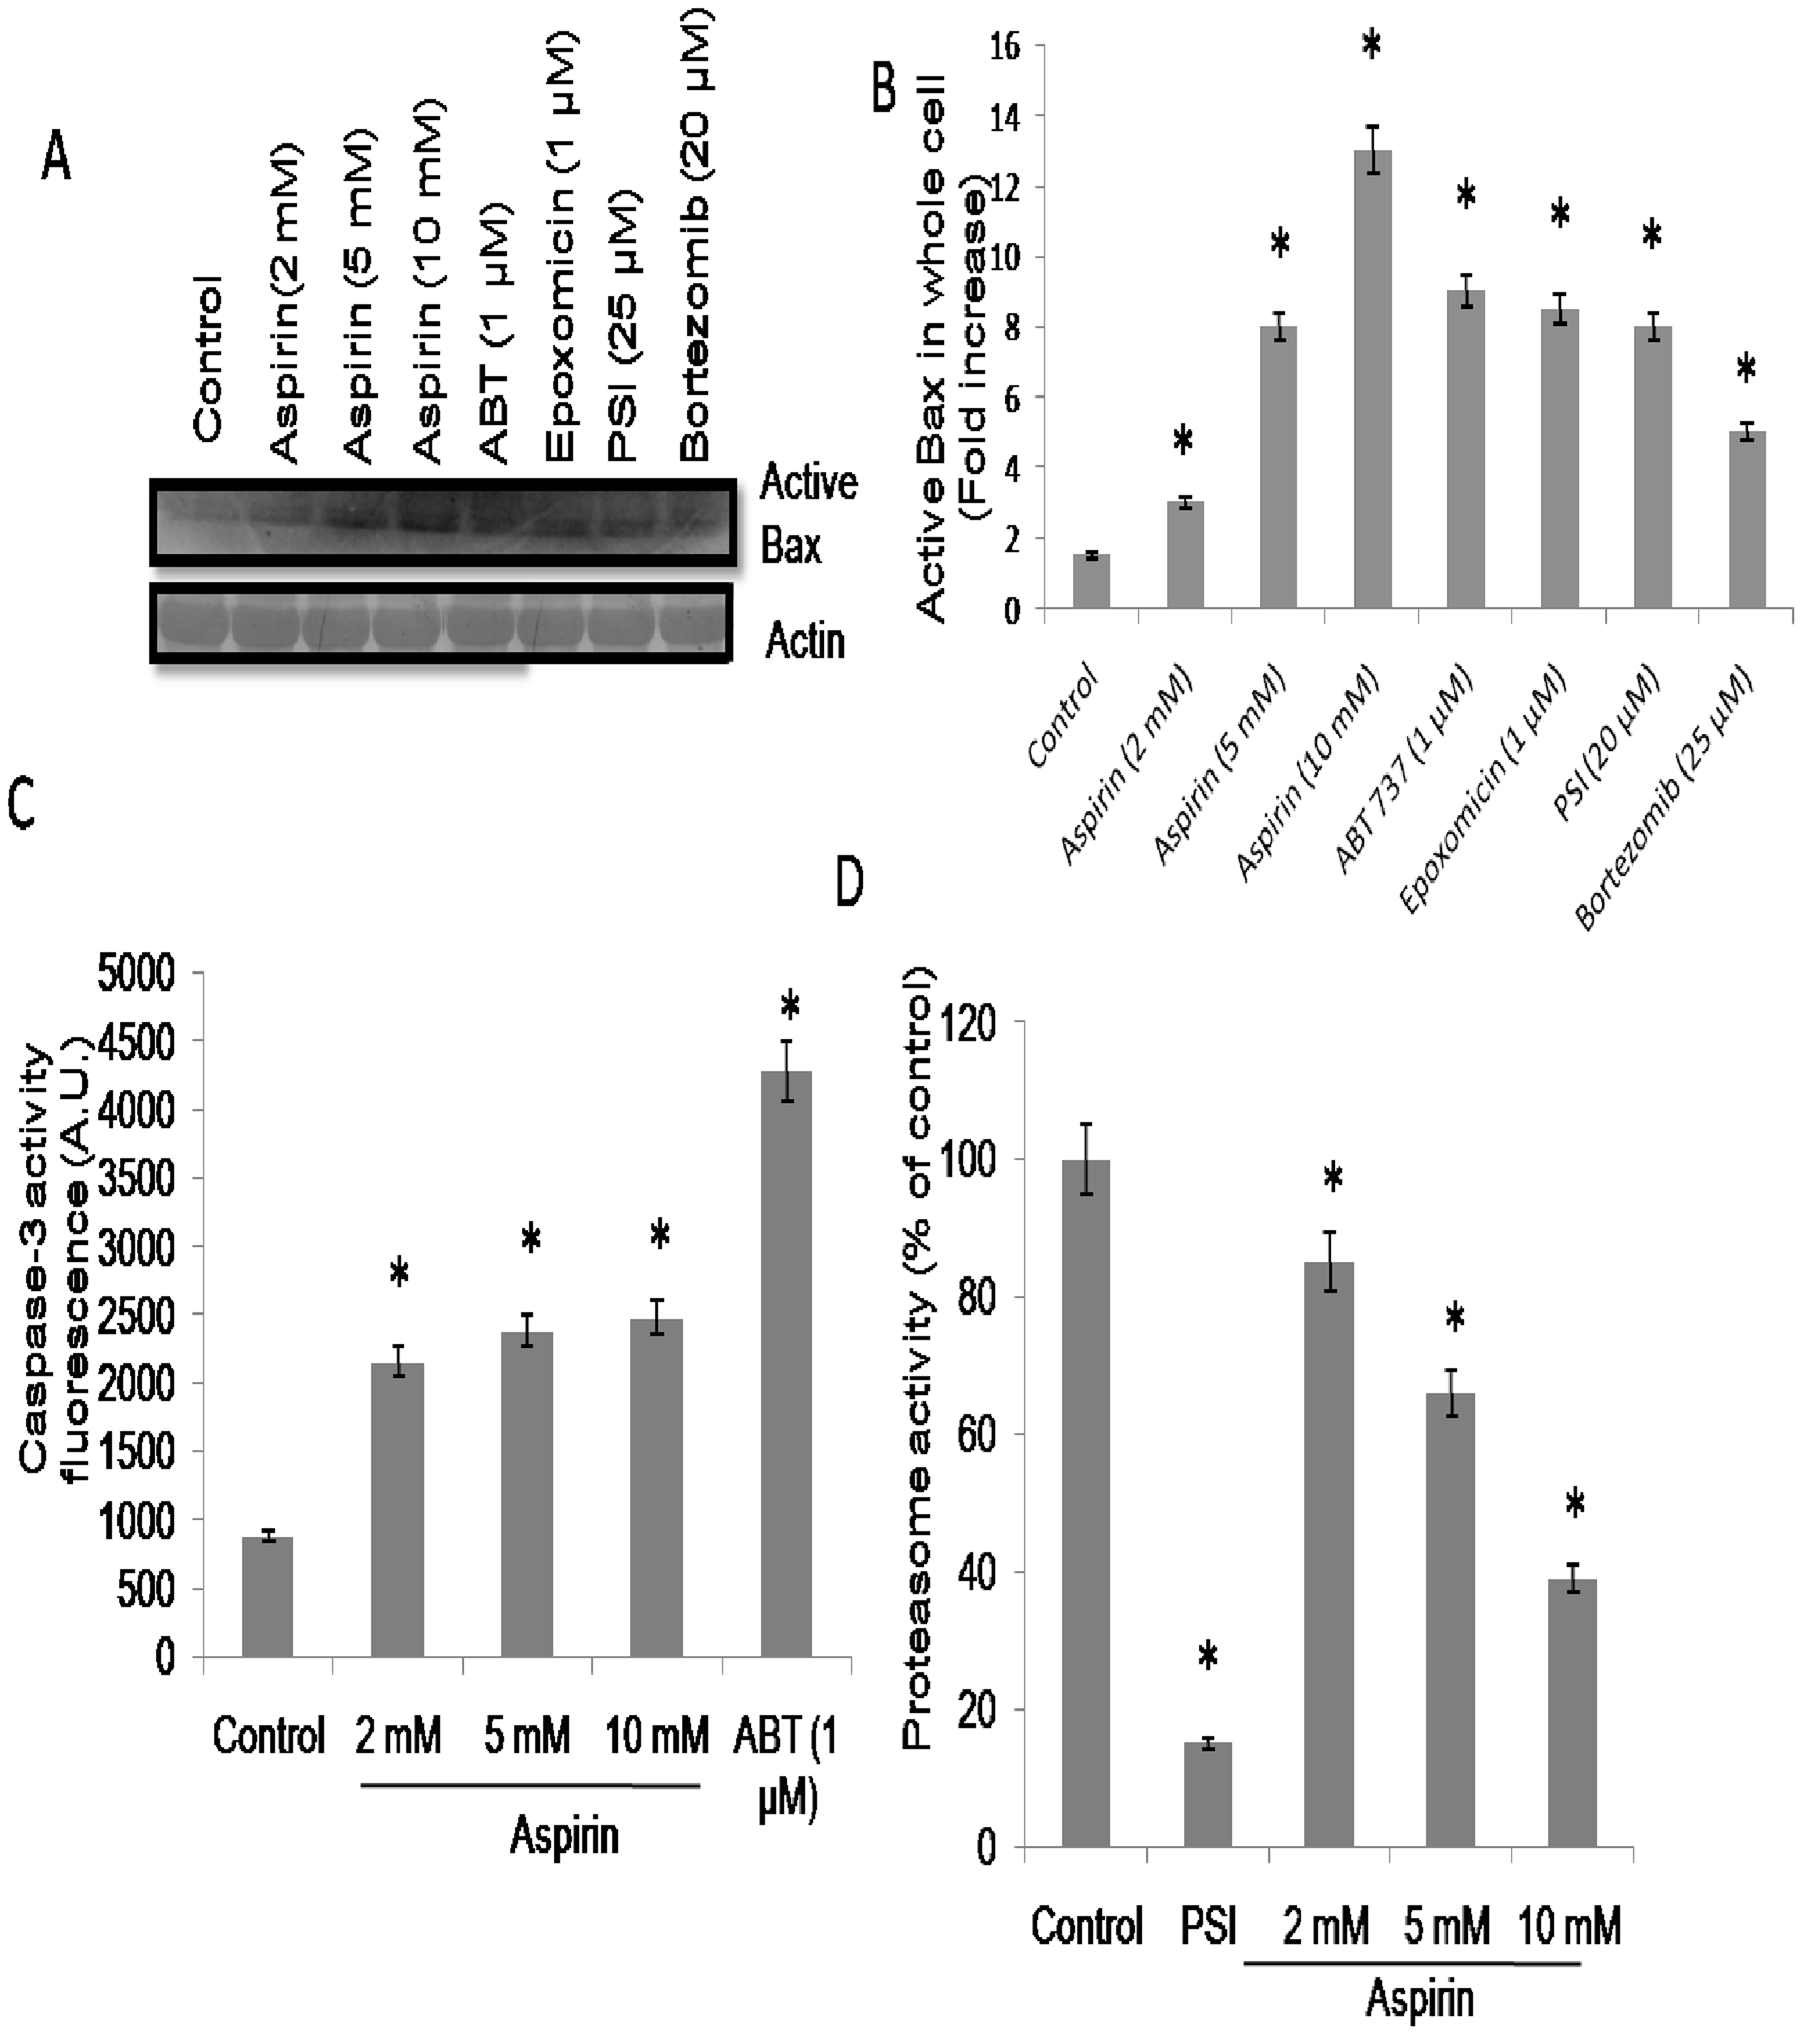 A
Control
Aspirin(2 mM)
Aspirin (5 mM)
Aspirin (10 mM)
ABT (1 µM)
Epoxomicin (1 µM)
PSI (25 µM)
Bortezomib (20 µM)
Active
Bax
Actin
B
Active Bax in whole cell
(Fold increase)
16
14
12
10
8
6
4
2
0
*
*
*
*
*
*
*
Control
Aspirin (2 mM)
Aspirin (5 mM)
Aspirin (10 mM)
ABT 737 (1 µM)
Epoxomicin (1 µM)
PSI (20 µM)
Bortezomib (25 µM)
C
Caspase-3 activity
fluorescence (A.U.)
5000
4500
4000
3500
3000
2500
2000
1500
1000
500
0
*
*
*
*
Control 2 mM 5 mM 10 mM ABT (1
µM)
Aspirin
D
Proteasome activity (% of control)
120
100
80
60
40
20
0
*
*
*
*
Control PSI 2 mM 5 mM 10 mM
Aspirin